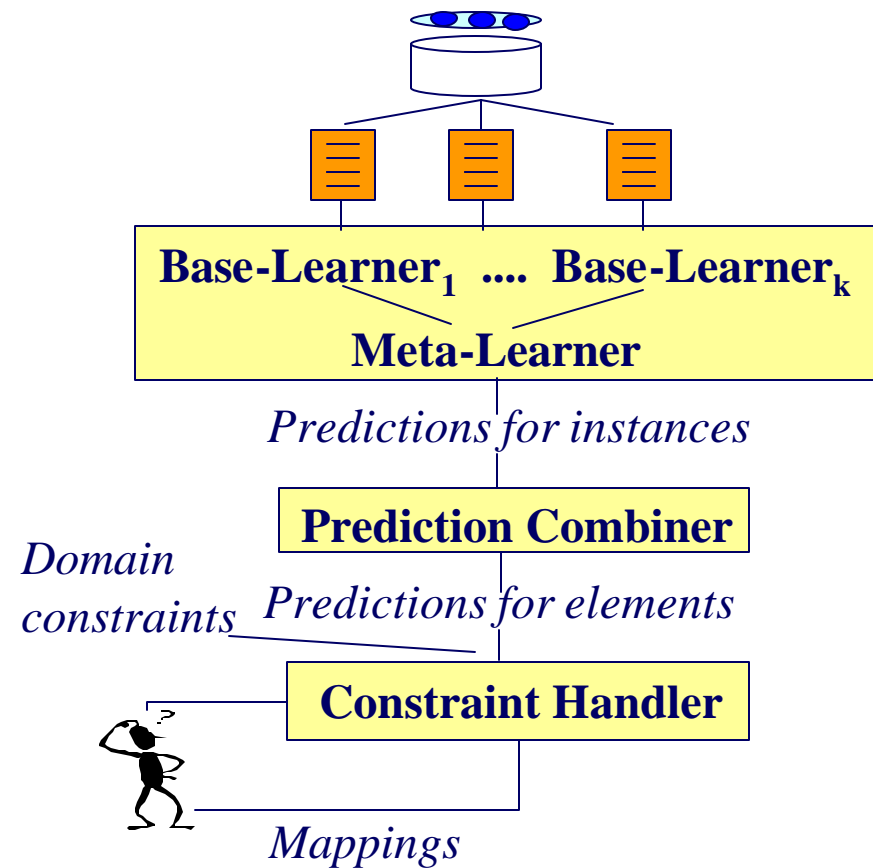 Base-Learner₁ .... Base-Learnerₖ
Meta-Learner
Predictions for instances
Prediction Combiner
Domain
constraints
Predictions for elements
Constraint Handler
?
Mappings